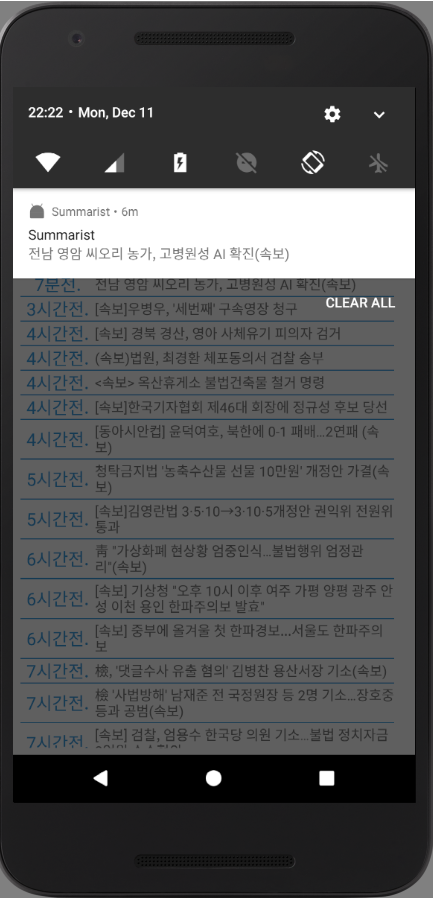 22:22 • Mon, Dec 11
Summarist • 6m
Summarist
전남 영암 씨오리 농가, 고병원성 AI 확진(속보)
7분전. 전남 영암 씨오리 농가, 고병원성 AI 확진(속보)
CLEAR ALL
3시간전. [속보]우병우, '세번째' 구속영장 청구
4시간전. [속보] 경북 경산, 영아 사체유기 피의자 검거
4시간전. (속보)법원, 최경환 체포동의서 검찰 송부
4시간전. <속보> 옥산휴게소 불법건축물 철거 명령
4시간전. [속보]한국기자협회 제46대 회장에 정규성 후보 당선
4시간전. [동아시안컵] 윤덕여호, 북한에 0-1 패배...2연패 (속
보)
5시간전. 청탁금지법 '농축수산물 선물 10만원' 개정안 가결(속
보)
5시간전. [속보]김영란법 3·5·10→3·10·5개정안 권익위 전원위
통과
6시간전. 靑 "가상화폐 현상황 엄중인식...불법행위 엄정관
리"(속보)
6시간전. [속보] 기상청 "오후 10시 이후 여주 가평 양평 광주 안
성 이천 용인 한파주의보 발효"
6시간전. [속보] 중부에 올겨울 첫 한파경보...서울도 한파주의
보
7시간전. 檢, '댓글수사 유출 혐의' 김병찬 용산서장 기소(속보)
7시간전. 檢 '사법방해' 남재준 전 국정원장 등 2명 기소...장호중
등과 공범(속보)
7시간전. [속보] 검찰, 엄용수 한국당 의원 기소...불법 정치자금